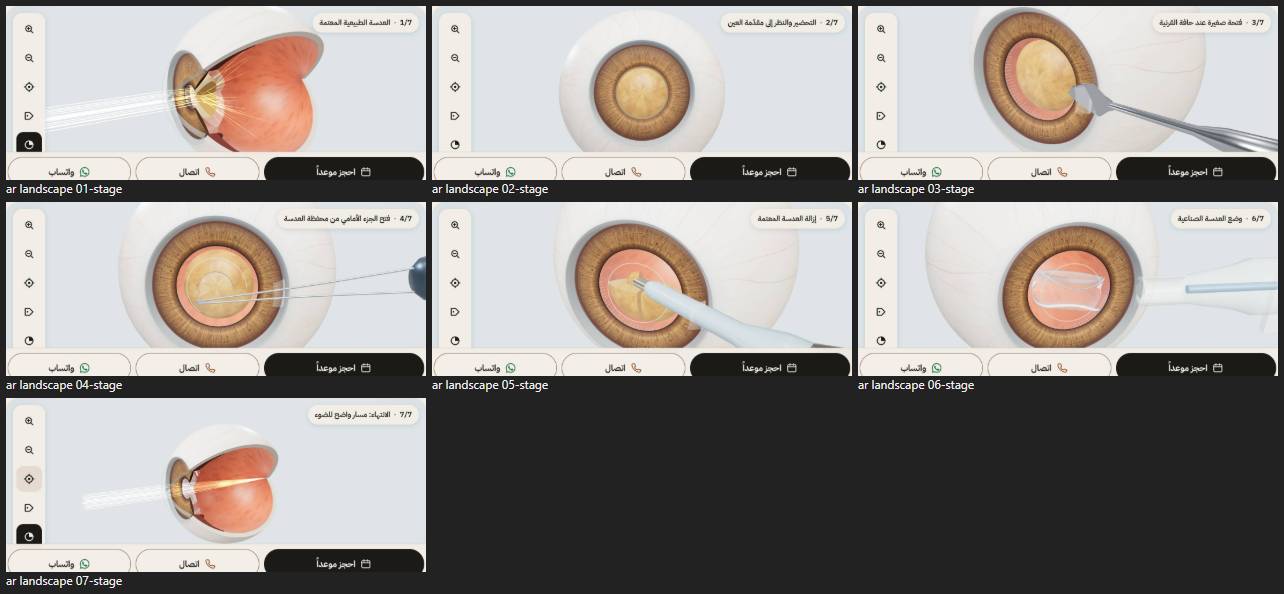 1/7 · العدسة الطبيعية المعتمة
احجز موعداً
اتصال
واتساب
ar landscape 01-stage
2/7 · التحضير والنظر إلى مقدّمة العين
احجز موعداً
اتصال
واتساب
ar landscape 02-stage
3/7 · فتحة صغيرة عند حافة القرنية
احجز موعداً
اتصال
واتساب
ar landscape 03-stage
4/7 · فتح الجزء الأمامي من محفظة العدسة
احجز موعداً
اتصال
واتساب
ar landscape 04-stage
5/7 · إزالة العدسة المعتمة
احجز موعداً
اتصال
واتساب
ar landscape 05-stage
6/7 · وضع العدسة الصناعية
احجز موعداً
اتصال
واتساب
ar landscape 06-stage
7/7 · الانتهاء: مسار واضح للضوء
احجز موعداً
اتصال
واتساب
ar landscape 07-stage